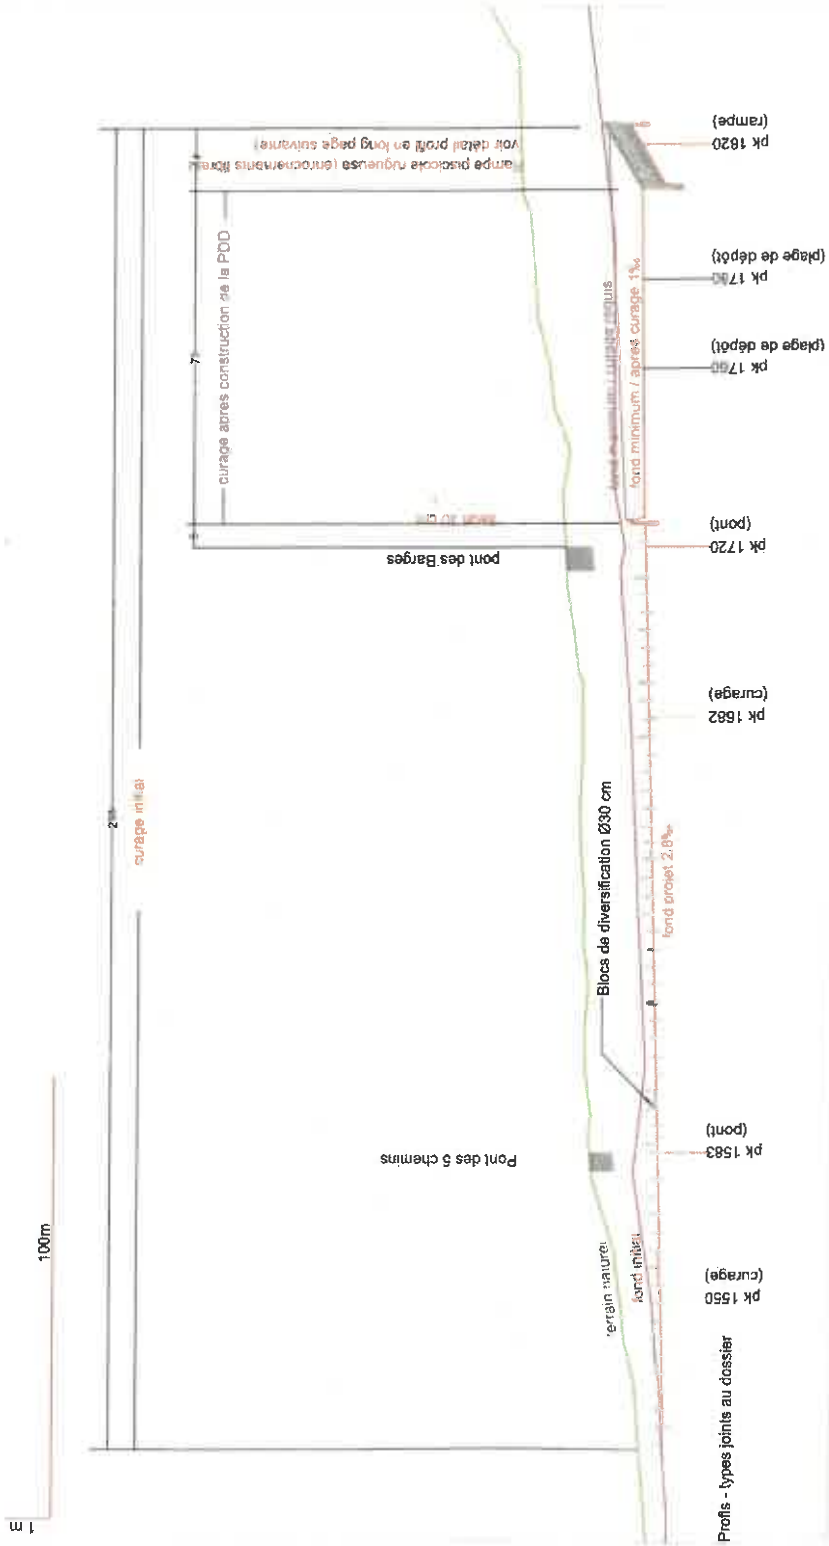 1 m
100m
2
curage initial
7
curage après construction de la PDD
rampe piscicole rugueuse (enrochements libres)
voir détail profil en long page suivante
pont des Barges
Pont des 5 chemins
terrain naturel
fond initial
Blocs de diversification Ø30 cm
fond projet 2.8‰
fond minimum / après curage 1‰
pk 1550
(curage)
pk 1583
(pont)
pk 1682
(curage)
pk 1720
(pont)
pk 1760
(plage de dépôt)
pk 1780
(plage de dépôt)
pk 1820
(rampe)
Profils - types joints au dossier